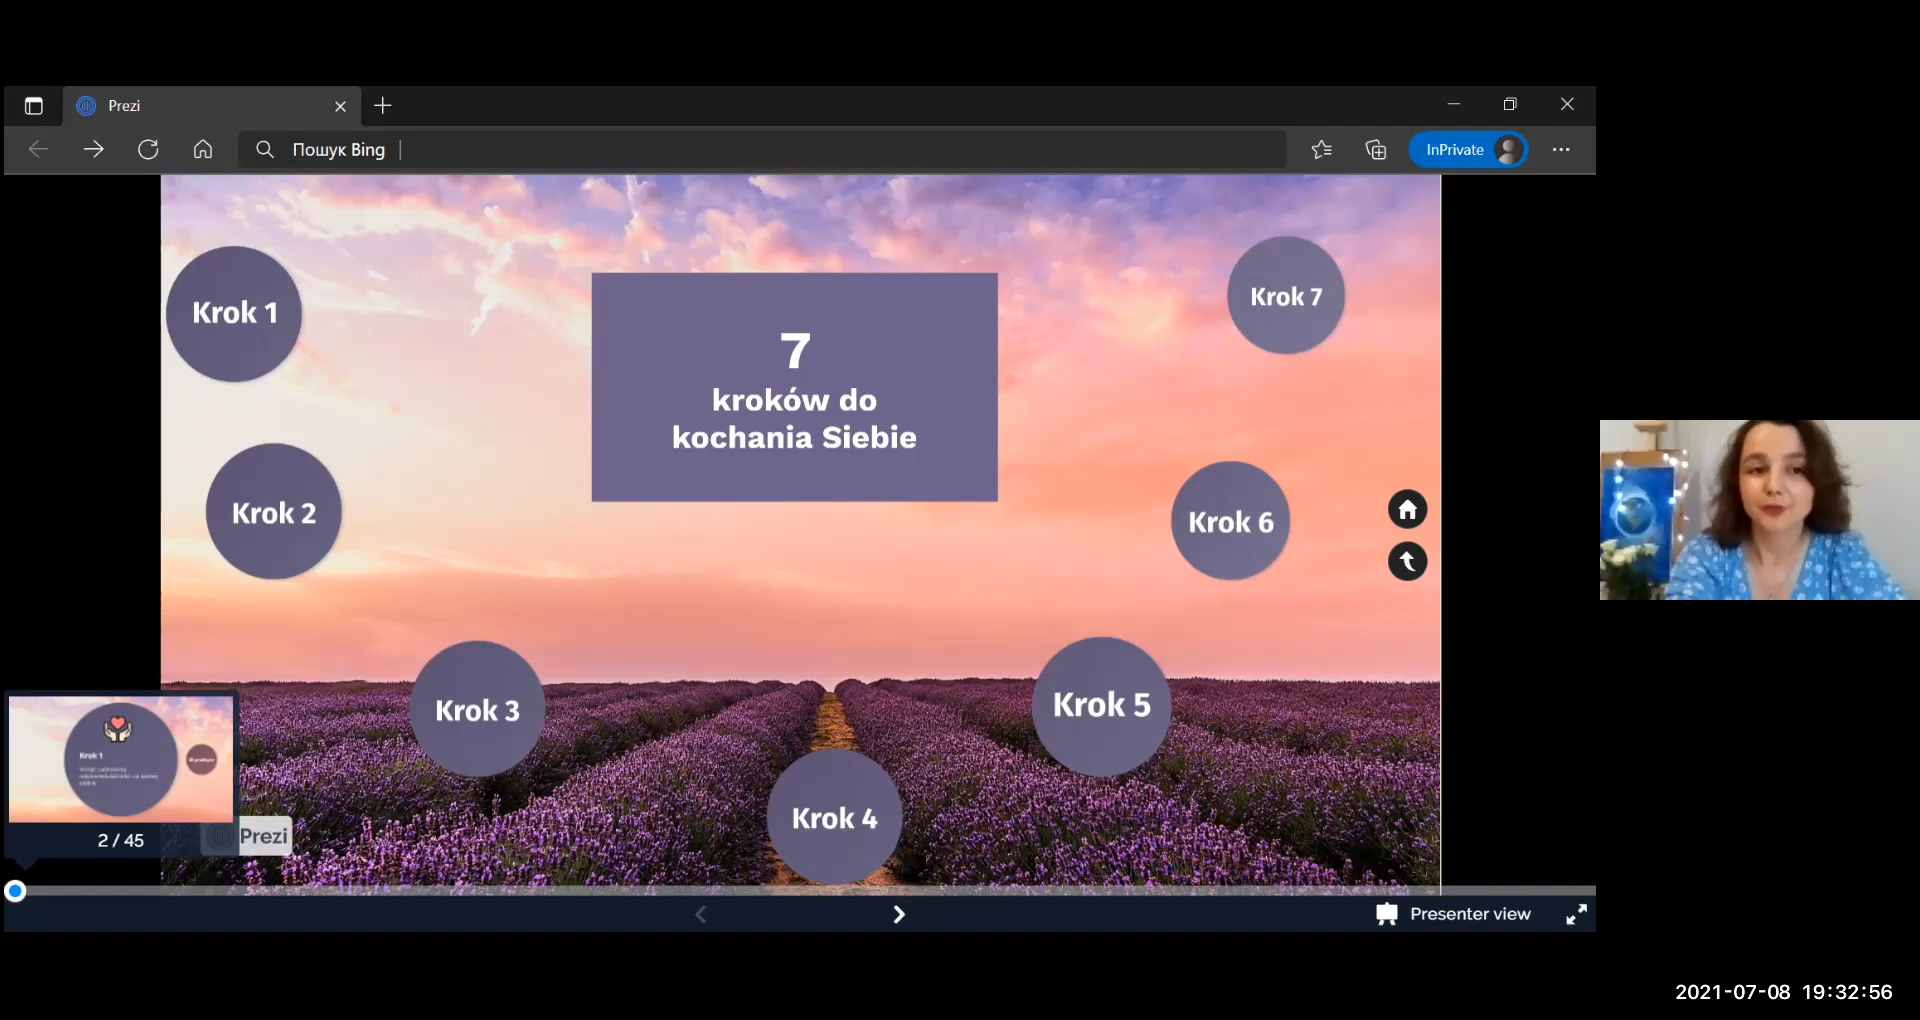 Prezi
Пошук Bing
InPrivate
Krok 1
7
kroków do
kochania Siebie
Krok 7
Krok 2
Krok 6
Krok 3
Krok 5
Krok 4
Krok 1
2 / 45
Prezi
Presenter view
2021-07-08 19:32:56